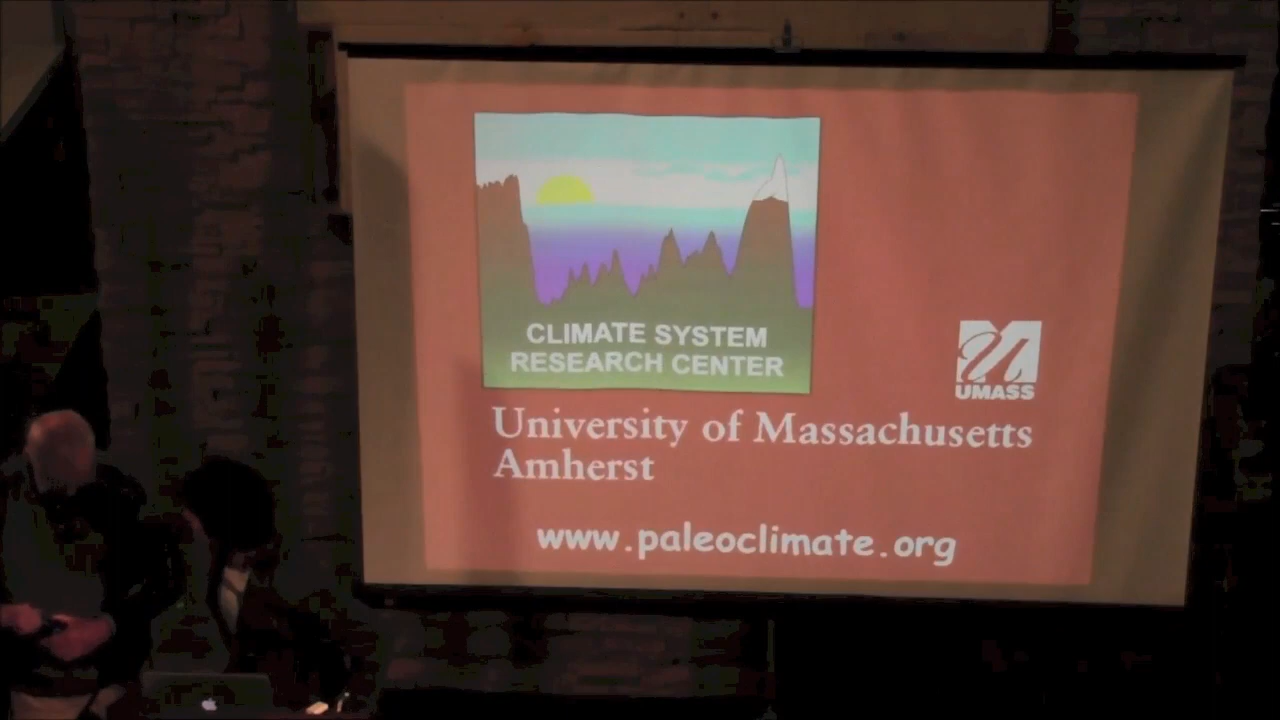 CLIMATE SYSTEM
RESEARCH CENTER
UMASS
University of Massachusetts
Amherst
www.paleoclimate.org